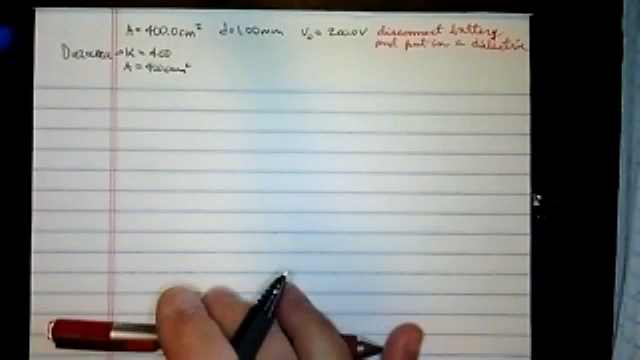 A = 400.0 cm² d = 1.00 mm V₀ = 200.0V disconnect battery
and put in a dielectric
Dielectric → K = 4.00
A = 400 cm²